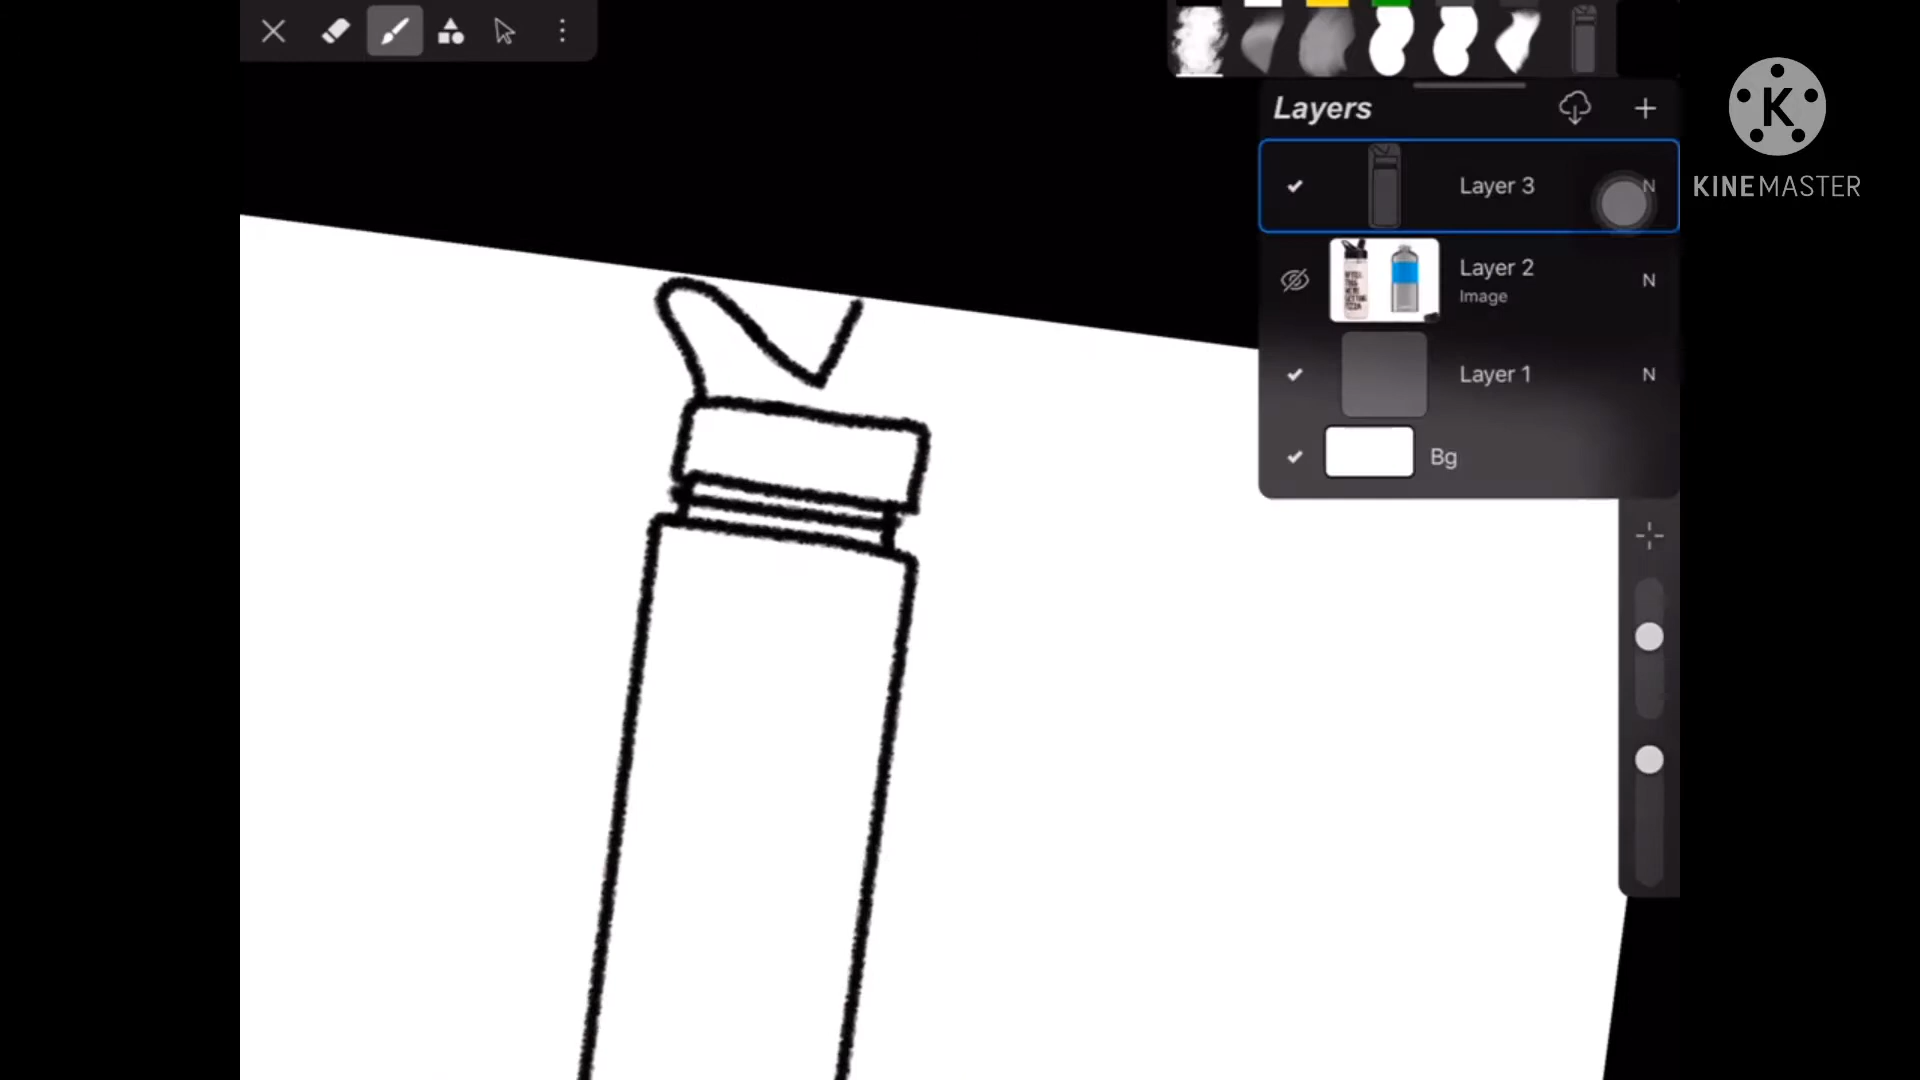 Layers
K
KINEMASTER
Layer 3
N
Layer 2
Image
N
Layer 1
N
Bg